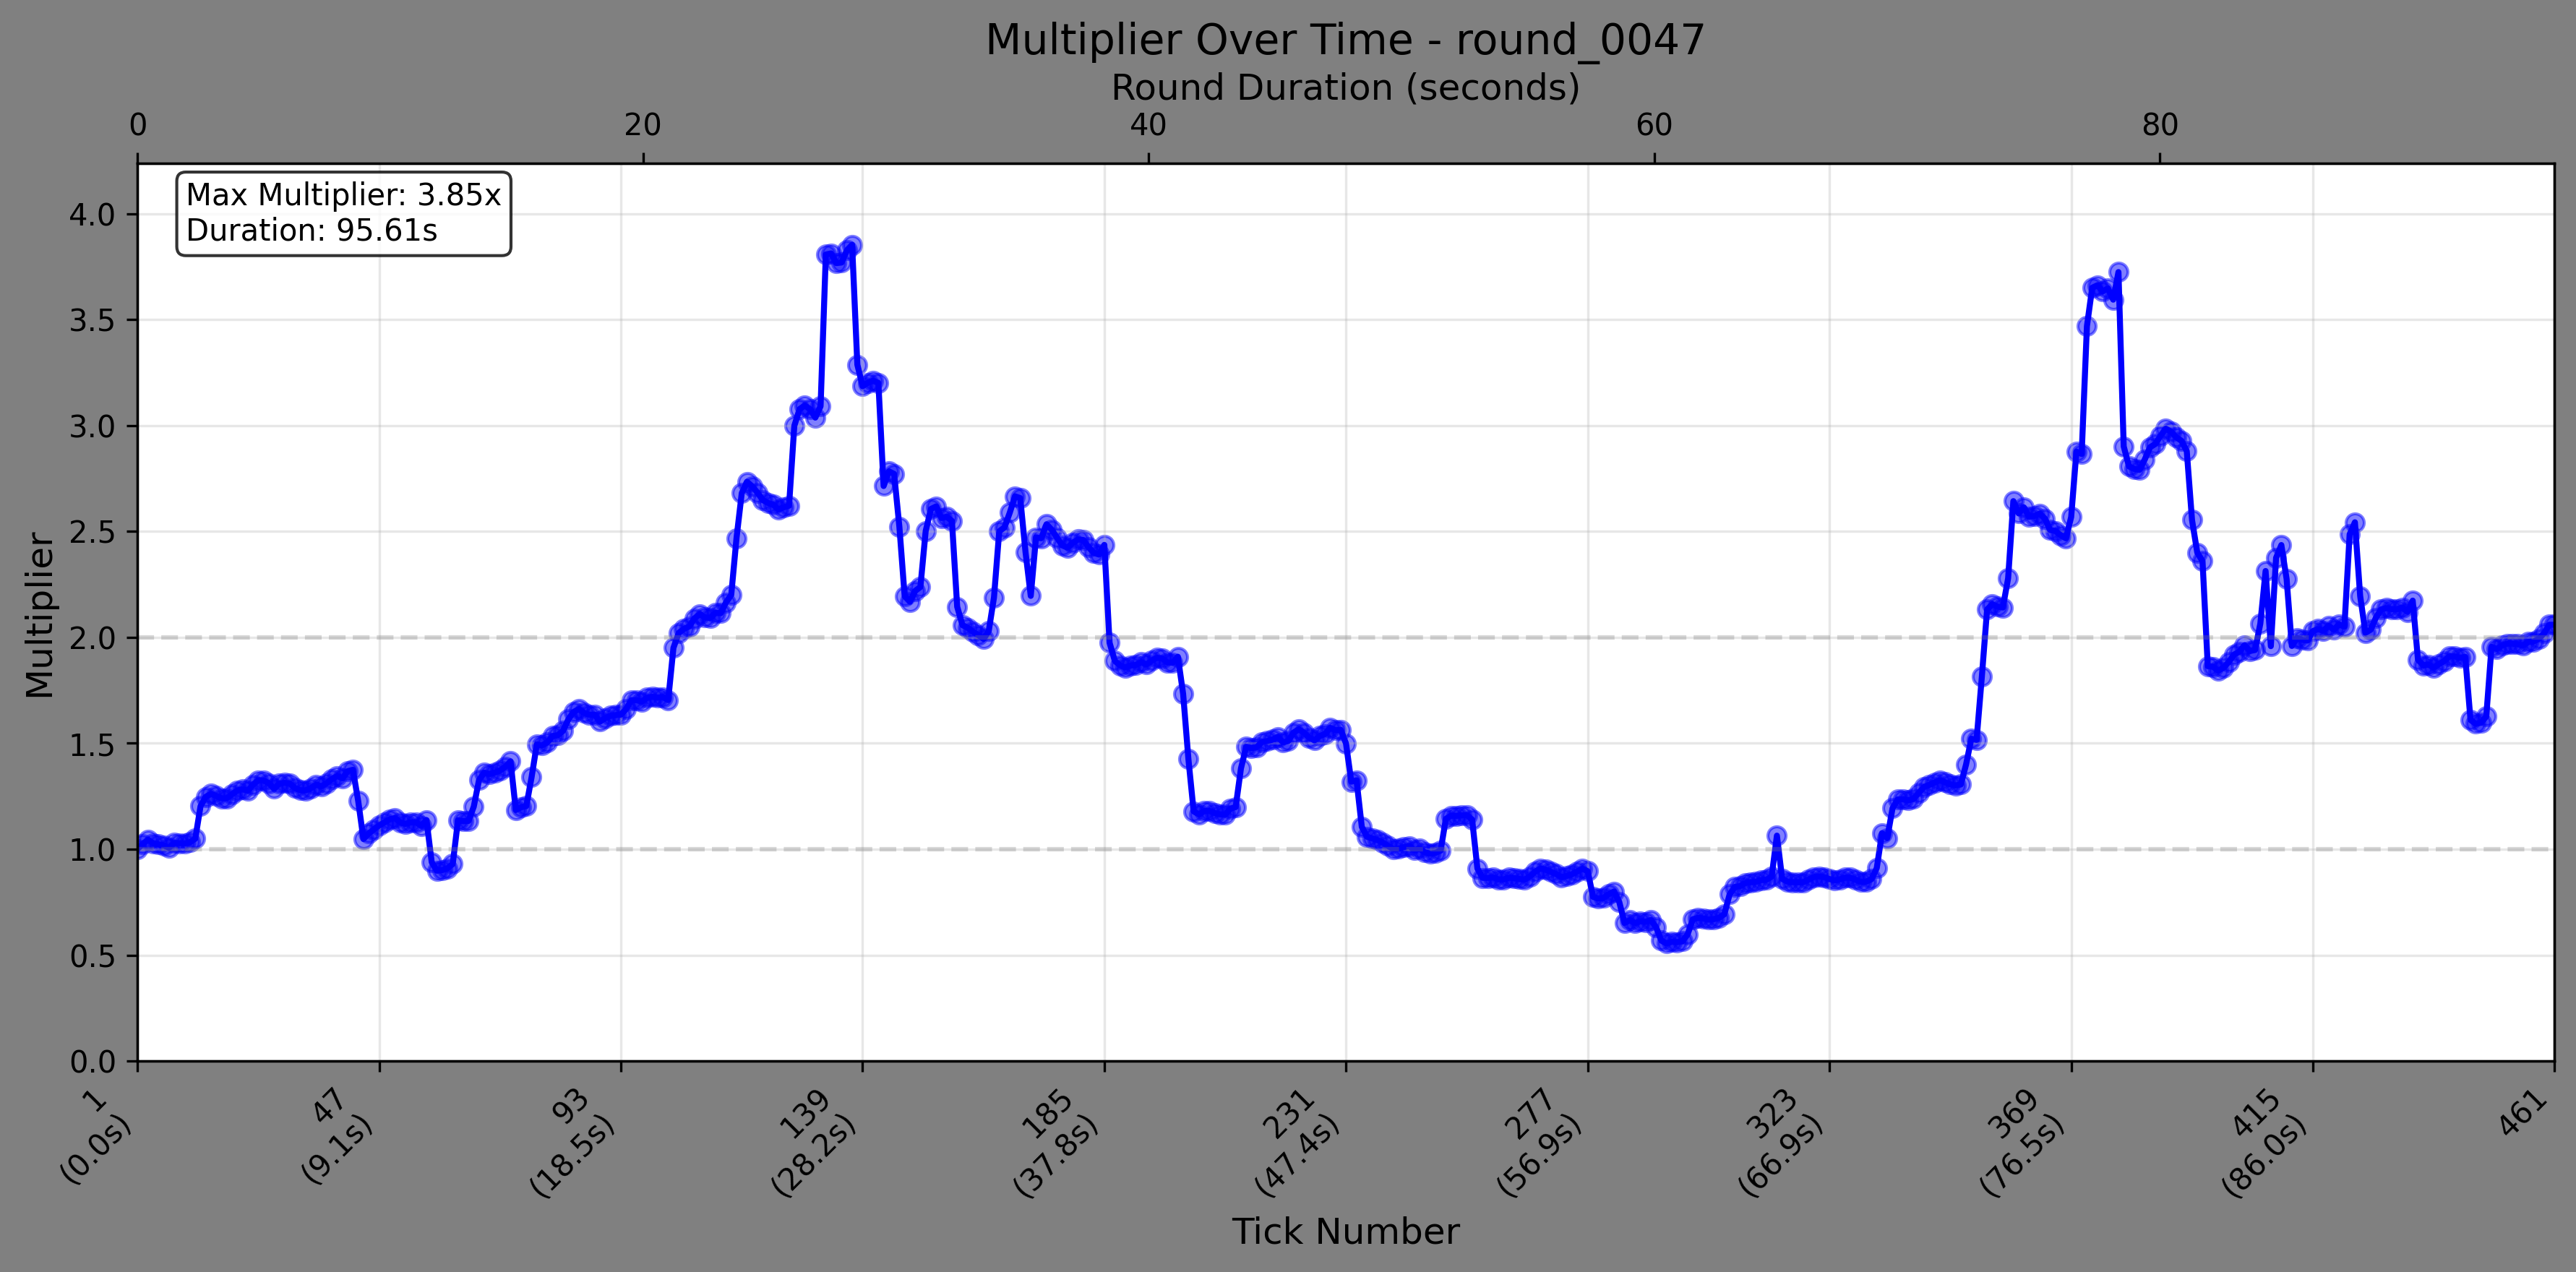 Multiplier Over Time - round_0047
Round Duration (seconds)
0 20 40 60 80
Max Multiplier: 3.85x
Duration: 95.61s
Multiplier
4.0
3.5
3.0
2.5
2.0
1.5
1.0
0.5
0.0
1
(0.0s)
47
(9.1s)
93
(18.5s)
139
(28.2s)
185
(37.8s)
231
(47.4s)
277
(56.9s)
323
(66.9s)
369
(76.5s)
415
(86.0s)
461
Tick Number